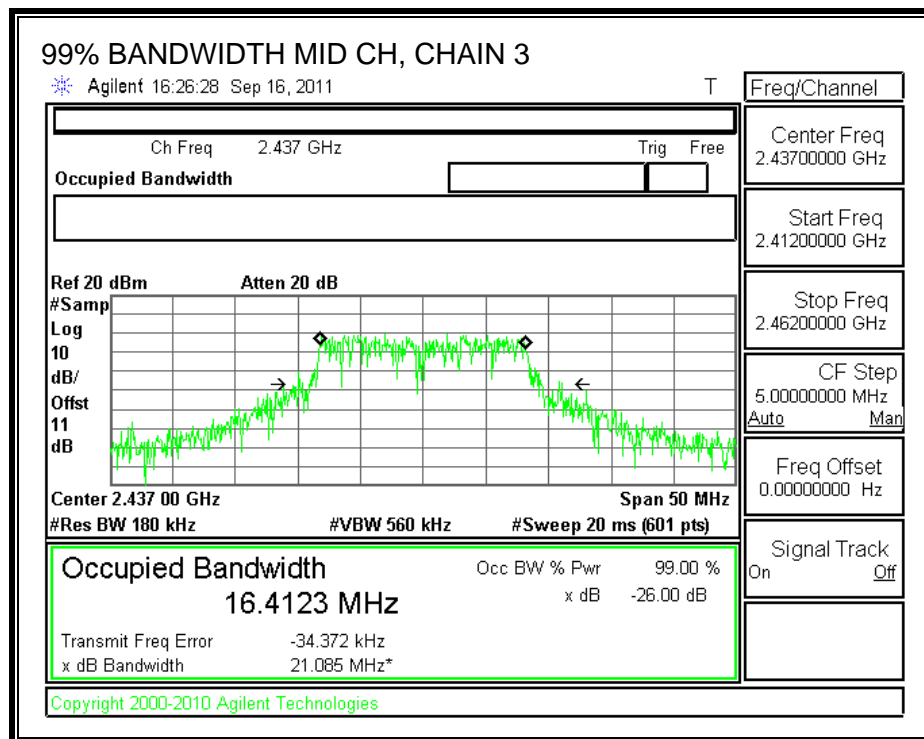 99% BANDWIDTH MID CH, CHAIN 3
Agilent 16:26:28 Sep 16, 2011 T
Freq/Channel
Ch Freq 2.437 GHz Trig Free
Occupied Bandwidth
Center Freq
2.43700000 GHz
Start Freq
2.41200000 GHz
Stop Freq
2.46200000 GHz
CF Step
5.00000000 MHz
Auto Man
Freq Offset
0.00000000 Hz
Signal Track
On Off
Ref 20 dBm Atten 20 dB
#Samp
Log
10
dB/
Offst
11
dB
Center 2.437 00 GHz Span 50 MHz
#Res BW 180 kHz #VBW 560 kHz #Sweep 20 ms (601 pts)
Occupied Bandwidth Occ BW % Pwr 99.00 %
16.4123 MHz x dB -26.00 dB
Transmit Freq Error -34.372 kHz
x dB Bandwidth 21.085 MHz*
Copyright 2000-2010 Agilent Technologies